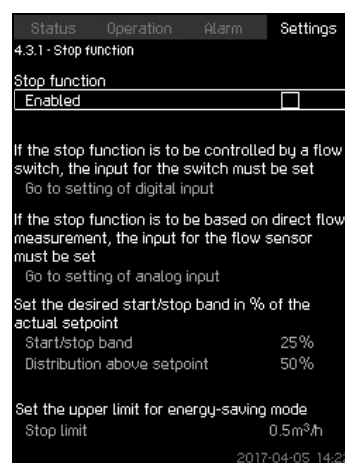 Status Operation Alarm Settings
4.3.1 - Stop function
Stop function
Enabled
If the stop function is to be controlled by a flow
switch, the input for the switch must be set
Go to setting of digital input
If the stop function is to be based on direct flow
measurement, the input for the flow sensor
must be set
Go to setting of analog input
Set the desired start/stop band in % of the
actual setpoint
Start/stop band 25%
Distribution above setpoint 50%
Set the upper limit for energy-saving mode
Stop limit 0.5m³/h
2017-04-05 14:22